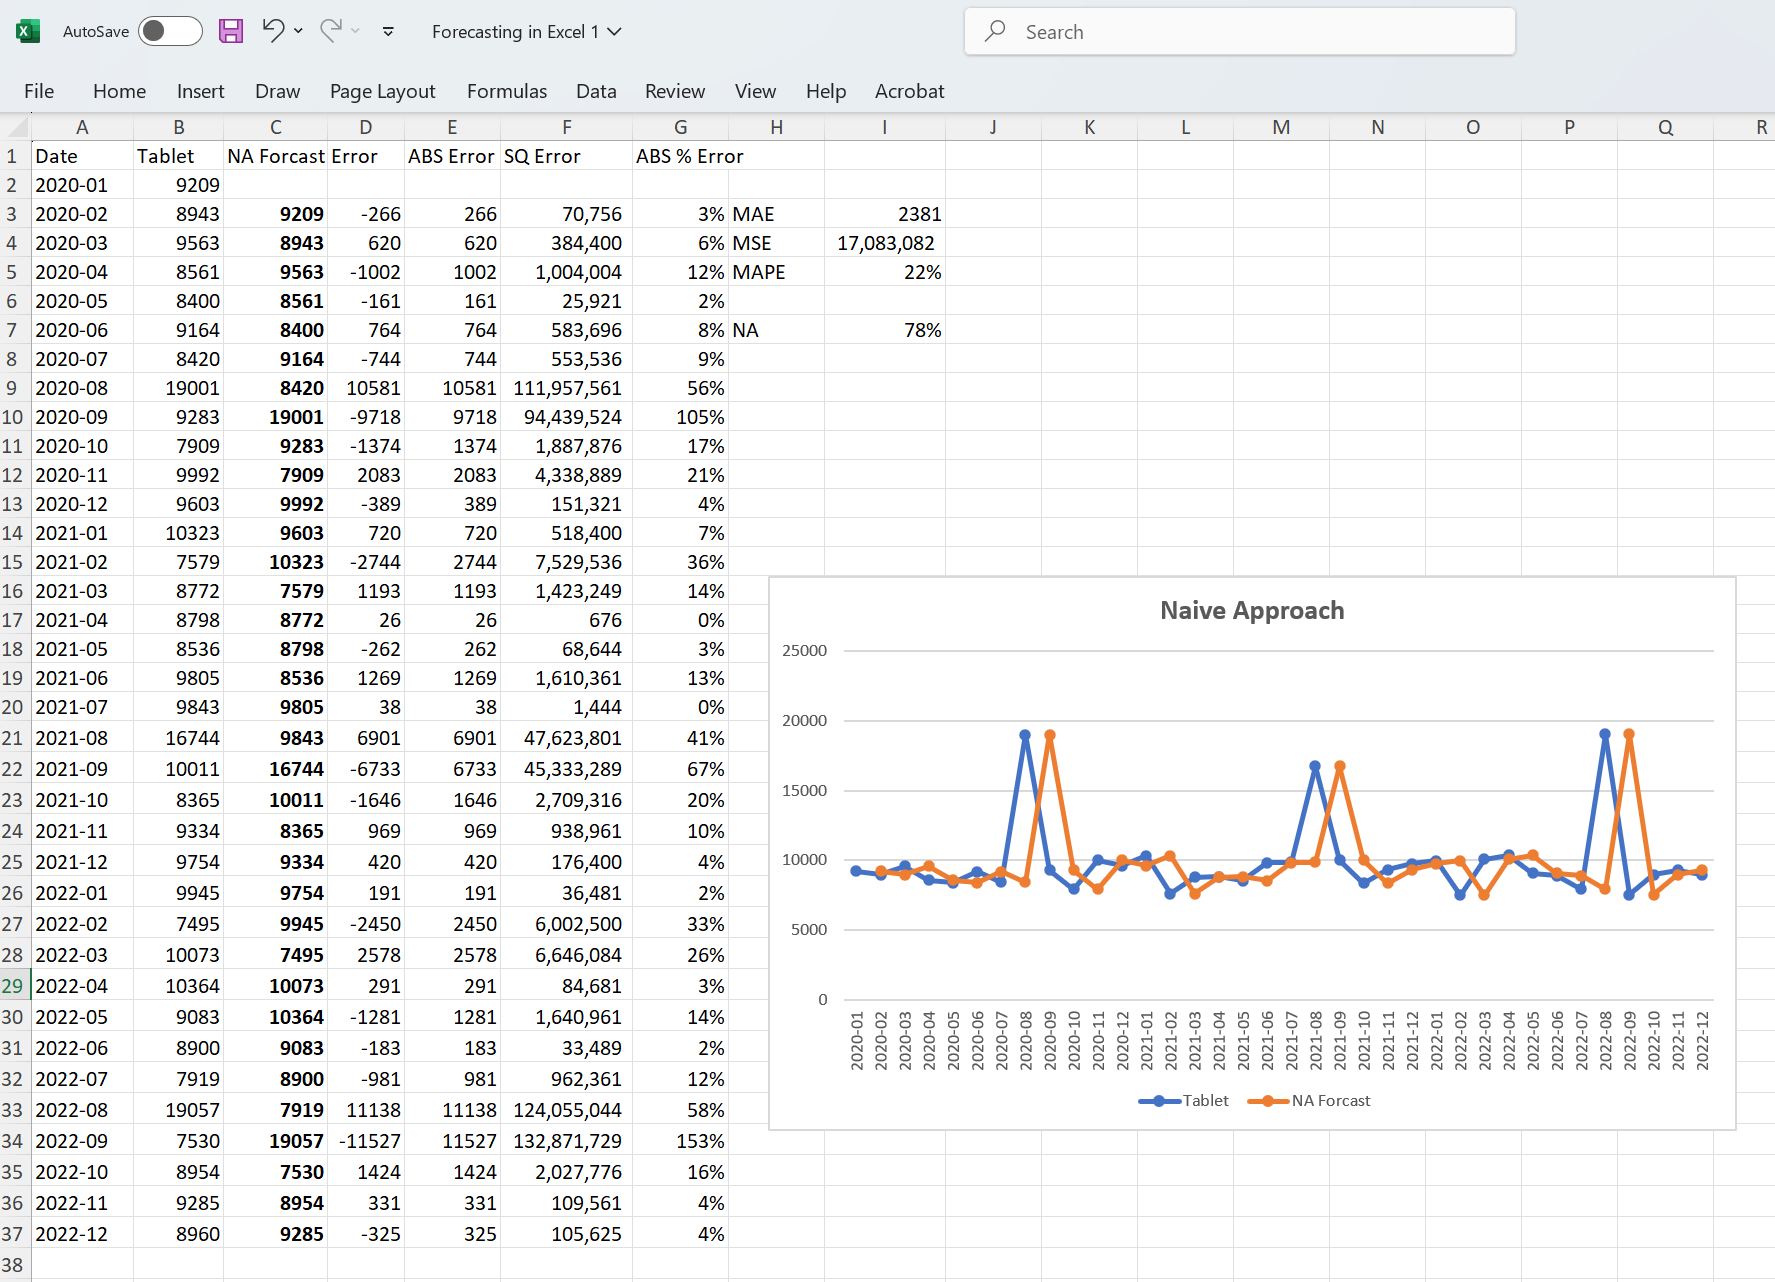 AutoSave Forecasting in Excel 1 Search
File Home Insert Draw Page Layout Formulas Data Review View Help Acrobat
A B C D E F G H I J K L M N O P Q R
1 Date Tablet NA Forcast Error ABS Error SQ Error ABS % Error
2 2020-01 9209
3 2020-02 8943 9209 -266 266 70,756 3% MAE 2381
4 2020-03 9563 8943 620 620 384,400 6% MSE 17,083,082
5 2020-04 8561 9563 -1002 1002 1,004,004 12% MAPE 22%
6 2020-05 8400 8561 -161 161 25,921 2%
7 2020-06 9164 8400 764 764 583,696 8% NA 78%
8 2020-07 8420 9164 -744 744 553,536 9%
9 2020-08 19001 8420 10581 10581 111,957,561 56%
10 2020-09 9283 19001 -9718 9718 94,439,524 105%
11 2020-10 7909 9283 -1374 1374 1,887,876 17%
12 2020-11 9992 7909 2083 2083 4,338,889 21%
13 2020-12 9603 9992 -389 389 151,321 4%
14 2021-01 10323 9603 720 720 518,400 7%
15 2021-02 7579 10323 -2744 2744 7,529,536 36%
16 2021-03 8772 7579 1193 1193 1,423,249 14%
17 2021-04 8798 8772 26 26 676 0%
18 2021-05 8536 8798 -262 262 68,644 3%
19 2021-06 9805 8536 1269 1269 1,610,361 13%
20 2021-07 9843 9805 38 38 1,444 0%
21 2021-08 16744 9843 6901 6901 47,623,801 41%
22 2021-09 10011 16744 -6733 6733 45,333,289 67%
23 2021-10 8365 10011 -1646 1646 2,709,316 20%
24 2021-11 9334 8365 969 969 938,961 10%
25 2021-12 9754 9334 420 420 176,400 4%
26 2022-01 9945 9754 191 191 36,481 2%
27 2022-02 7495 9945 -2450 2450 6,002,500 33%
28 2022-03 10073 7495 2578 2578 6,646,084 26%
29 2022-04 10364 10073 291 291 84,681 3%
30 2022-05 9083 10364 -1281 1281 1,640,961 14%
31 2022-06 8900 9083 -183 183 33,489 2%
32 2022-07 7919 8900 -981 981 962,361 12%
33 2022-08 19057 7919 11138 11138 124,055,044 58%
34 2022-09 7530 19057 -11527 11527 132,871,729 153%
35 2022-10 8954 7530 1424 1424 2,027,776 16%
36 2022-11 9285 8954 331 331 109,561 4%
37 2022-12 8960 9285 -325 325 105,625 4%
38
Naive Approach
25000
20000
15000
10000
5000
0
2020-01 2020-02 2020-03 2020-04 2020-05 2020-06 2020-07 2020-08 2020-09 2020-10 2020-11 2020-12 2021-01 2021-02 2021-03 2021-04 2021-05 2021-06 2021-07 2021-08 2021-09 2021-10 2021-11 2021-12 2022-01 2022-02 2022-03 2022-04 2022-05 2022-06 2022-07 2022-08 2022-09 2022-10 2022-11 2022-12
Tablet NA Forcast